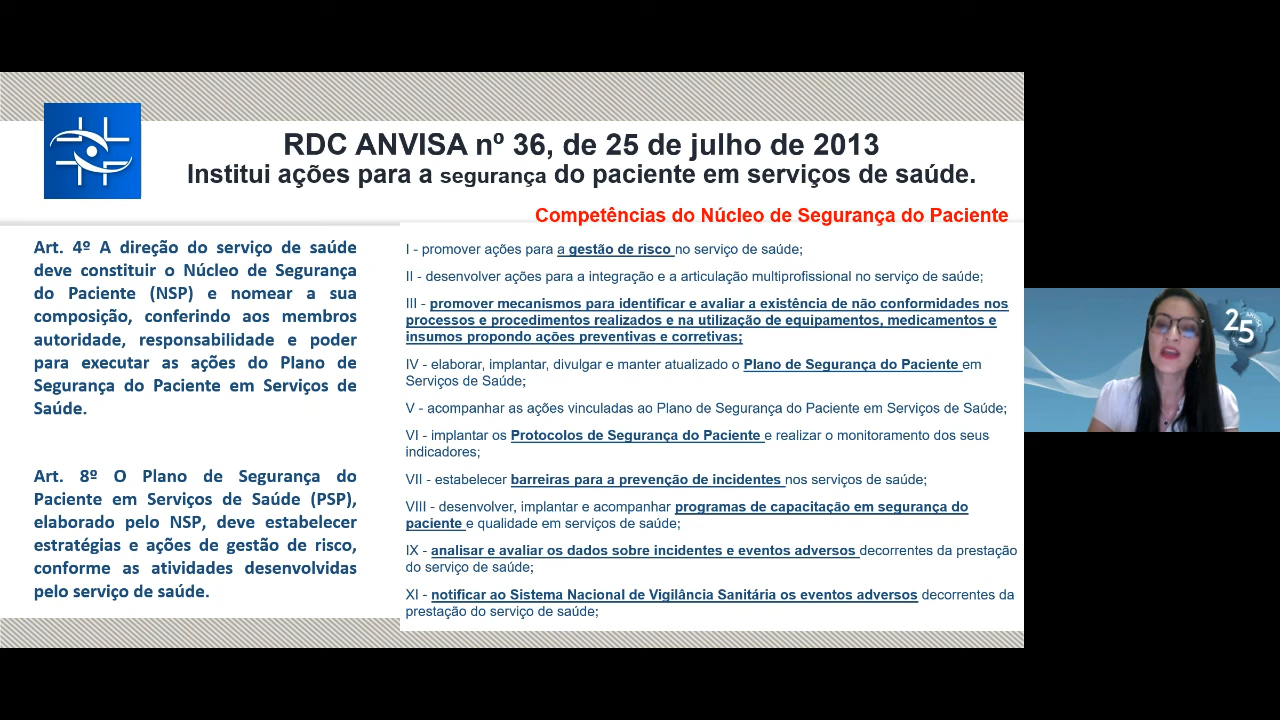 RDC ANVISA nº 36, de 25 de julho de 2013
Institui ações para a segurança do paciente em serviços de saúde.
Competências do Núcleo de Segurança do Paciente
Art. 4º A direção do serviço de saúde
deve constituir o Núcleo de Segurança
do Paciente (NSP) e nomear a sua
composição, conferindo aos membros
autoridade, responsabilidade e poder
para executar as ações do Plano de
Segurança do Paciente em Serviços de
Saúde.
Art. 8º O Plano de Segurança do
Paciente em Serviços de Saúde (PSP),
elaborado pelo NSP, deve estabelecer
estratégias e ações de gestão de risco,
conforme as atividades desenvolvidas
pelo serviço de saúde.
I - promover ações para a gestão de risco no serviço de saúde;
II - desenvolver ações para a integração e a articulação multiprofissional no serviço de saúde;
III - promover mecanismos para identificar e avaliar a existência de não conformidades nos
processos e procedimentos realizados e na utilização de equipamentos, medicamentos e
insumos propondo ações preventivas e corretivas;
IV - elaborar, implantar, divulgar e manter atualizado o Plano de Segurança do Paciente em
Serviços de Saúde;
V - acompanhar as ações vinculadas ao Plano de Segurança do Paciente em Serviços de Saúde;
VI - implantar os Protocolos de Segurança do Paciente e realizar o monitoramento dos seus
indicadores;
VII - estabelecer barreiras para a prevenção de incidentes nos serviços de saúde;
VIII - desenvolver, implantar e acompanhar programas de capacitação em segurança do
paciente e qualidade em serviços de saúde;
IX - analisar e avaliar os dados sobre incidentes e eventos adversos decorrentes da prestação
do serviço de saúde;
XI - notificar ao Sistema Nacional de Vigilância Sanitária os eventos adversos decorrentes da
prestação do serviço de saúde;
25